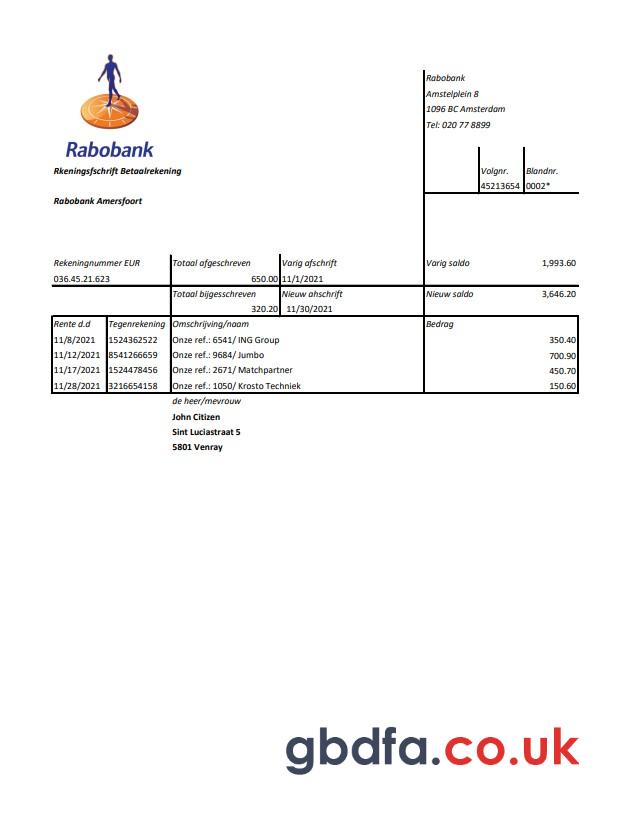 Rabobank
Rabobank
Amstelplein 8
1096 BC Amsterdam
Tel: 020 77 8899
Rkeningsfschrift Betaalrekening
Volgnr. Blandnr.
45213654 0002*
Rabobank Amersfoort
Rekeningnummer EUR Totaal afgeschreven Varig afschrift Varig saldo 1,993.60
036.45.21.623 650.00 11/1/2021
Totaal bijgesschreven Nieuw ahschrift Nieuw saldo 3,646.20
320.20 11/30/2021
Rente d.d Tegenrekening Omschrijving/naam Bedrag
11/8/2021 1524362522 Onze ref.: 6541/ ING Group 350.40
11/12/2021 8541266659 Onze ref.: 9684/ Jumbo 700.90
11/17/2021 1524478456 Onze ref.: 2671/ Matchpartner 450.70
11/28/2021 3216654158 Onze ref.: 1050/ Krosto Techniek 150.60
de heer/mevrouw
John Citizen
Sint Luciastraat 5
5801 Venray
gbdfa.co.uk